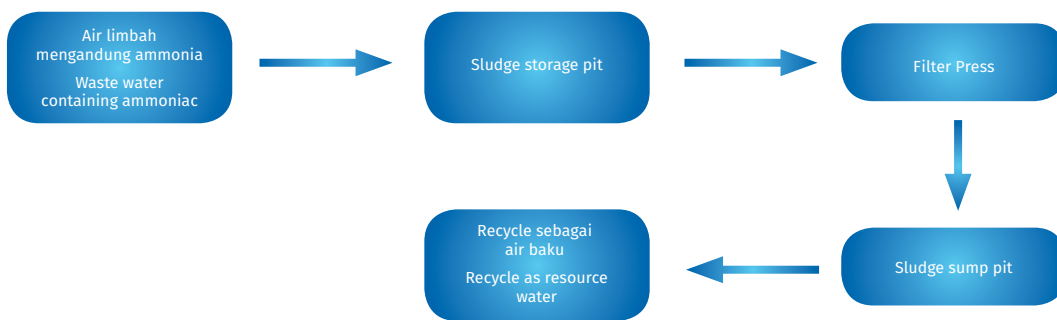 Air limbah
mengandung ammonia
Waste water
containing ammoniac
Sludge storage pit
Filter Press
Sludge sump pit
Recycle sebagai
air baku
Recycle as resource
water